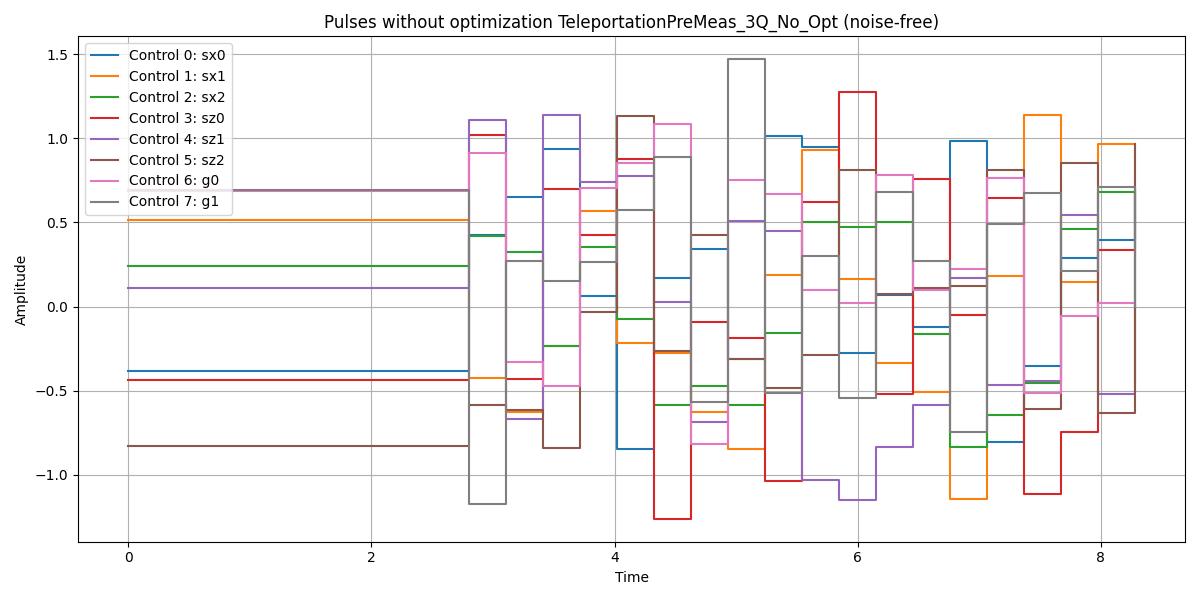 Pulses without optimization TeleportationPreMeas_3Q_No_Opt (noise-free)
Control 0: sx0
Control 1: sx1
Control 2: sx2
Control 3: sz0
Control 4: sz1
Control 5: sz2
Control 6: g0
Control 7: g1
Amplitude
1.5
1.0
0.5
0.0
−0.5
−1.0
0 2 4 6 8
Time